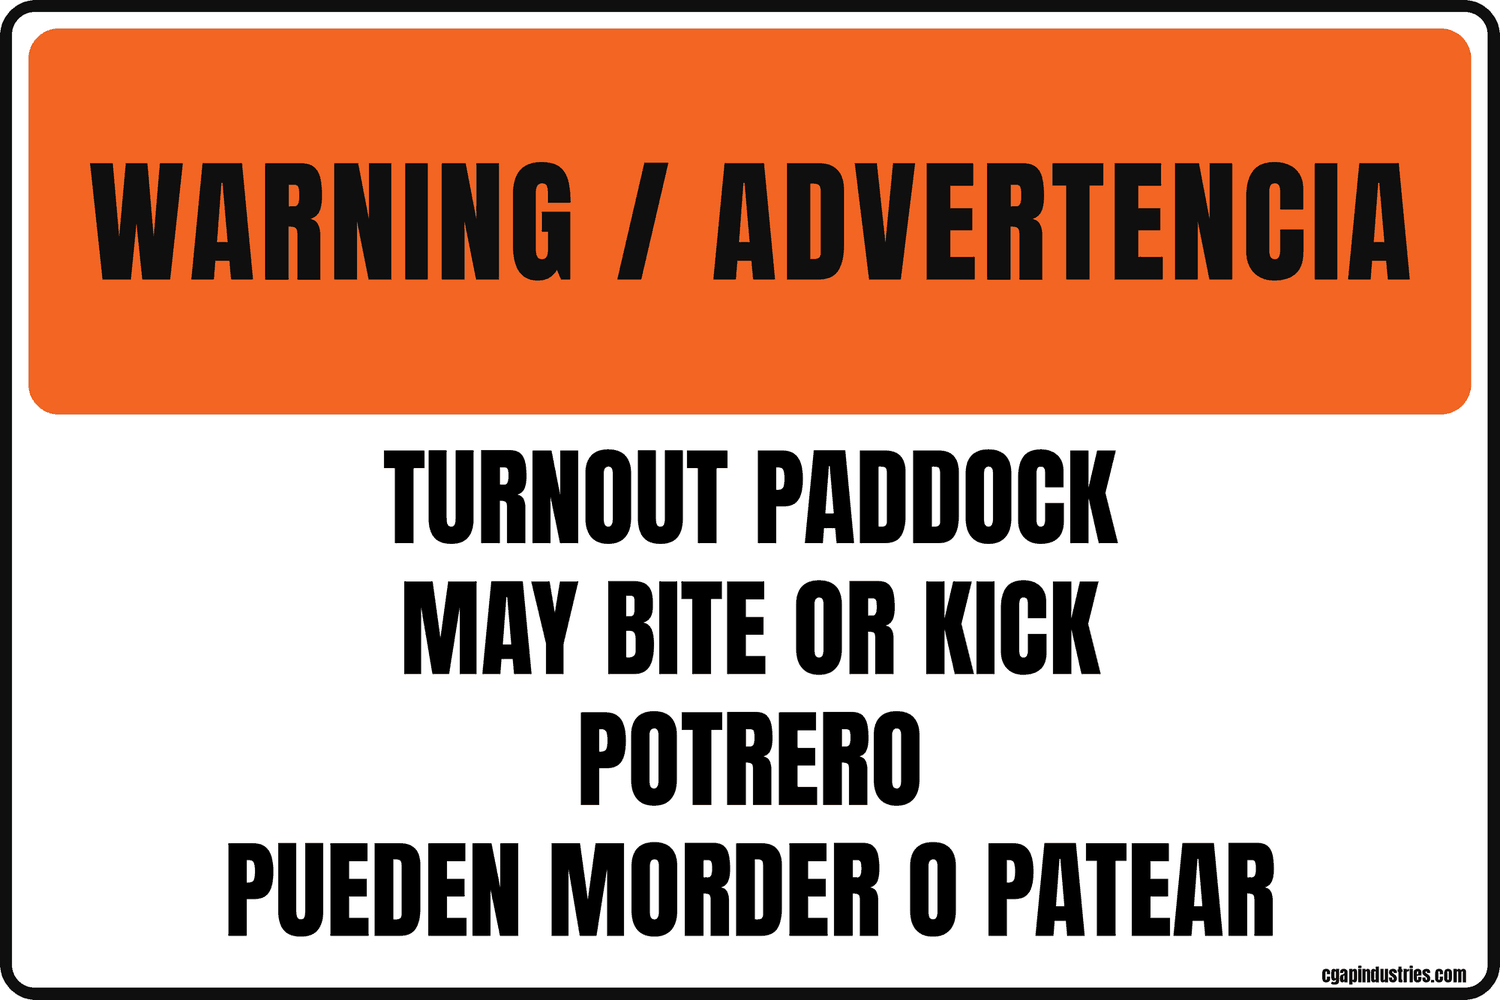 WARNING / ADVERTENCIA
TURNOUT PADDOCK
MAY BITE OR KICK
POTRERO
PUEDEN MORDER O PATEAR
cgapindustries.com